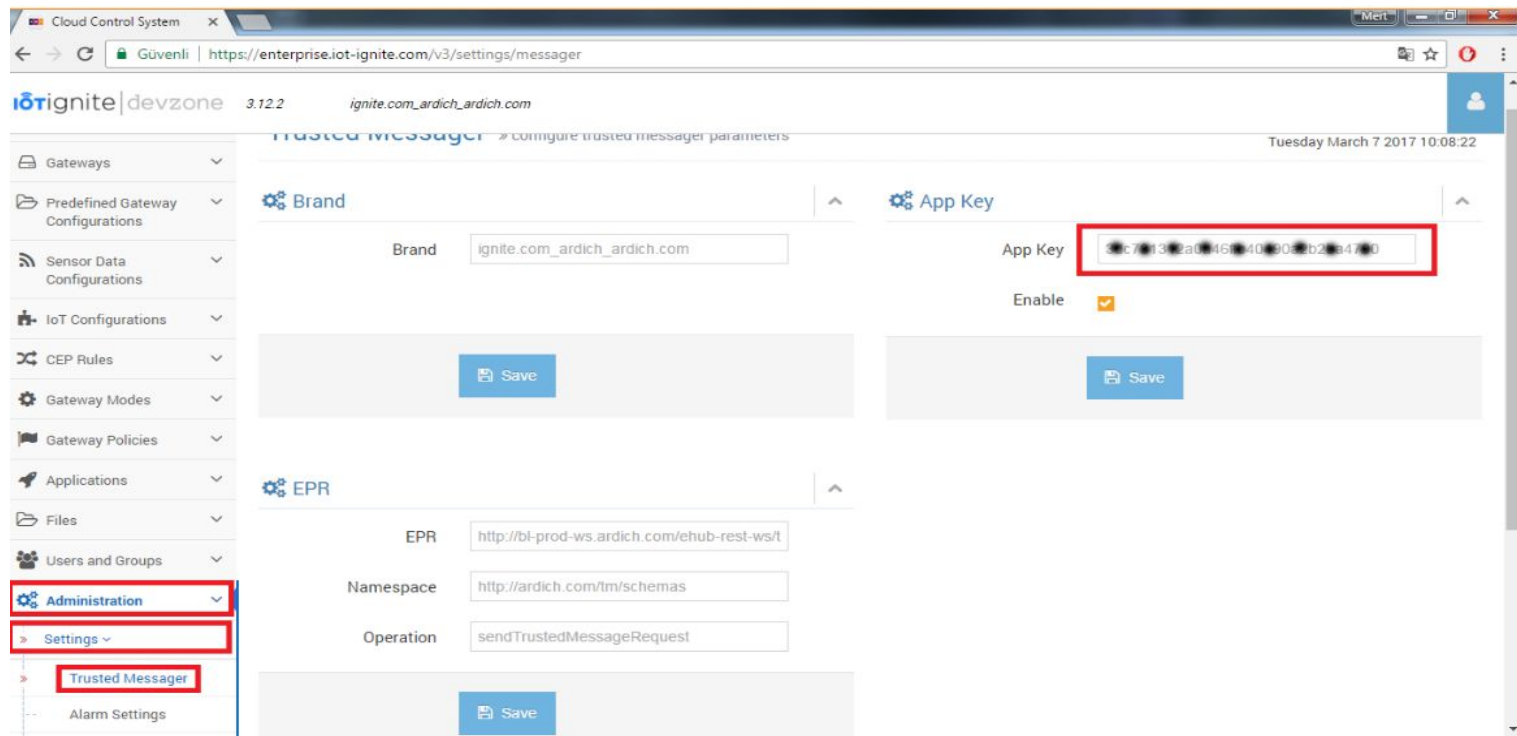 Cloud Control System
Mert
Güvenli | https://enterprise.iot-ignite.com/v3/settings/messager
IOTignite|devzone 3.12.2 ignite.com_ardich_ardich.com
Trusted Messager » configure trusted messager parameters
Tuesday March 7 2017 10:08:22
Gateways
Predefined Gateway
Configurations
Sensor Data
Configurations
IoT Configurations
CEP Rules
Gateway Modes
Gateway Policies
Applications
Files
Users and Groups
Administration
» Settings
» Trusted Messager
Alarm Settings
Brand
Brand ignite.com_ardich_ardich.com
Save
App Key
App Key
Enable
Save
EPR
EPR http://bl-prod-ws.ardich.com/ehub-rest-ws/t
Namespace http://ardich.com/tm/schemas
Operation sendTrustedMessageRequest
Save